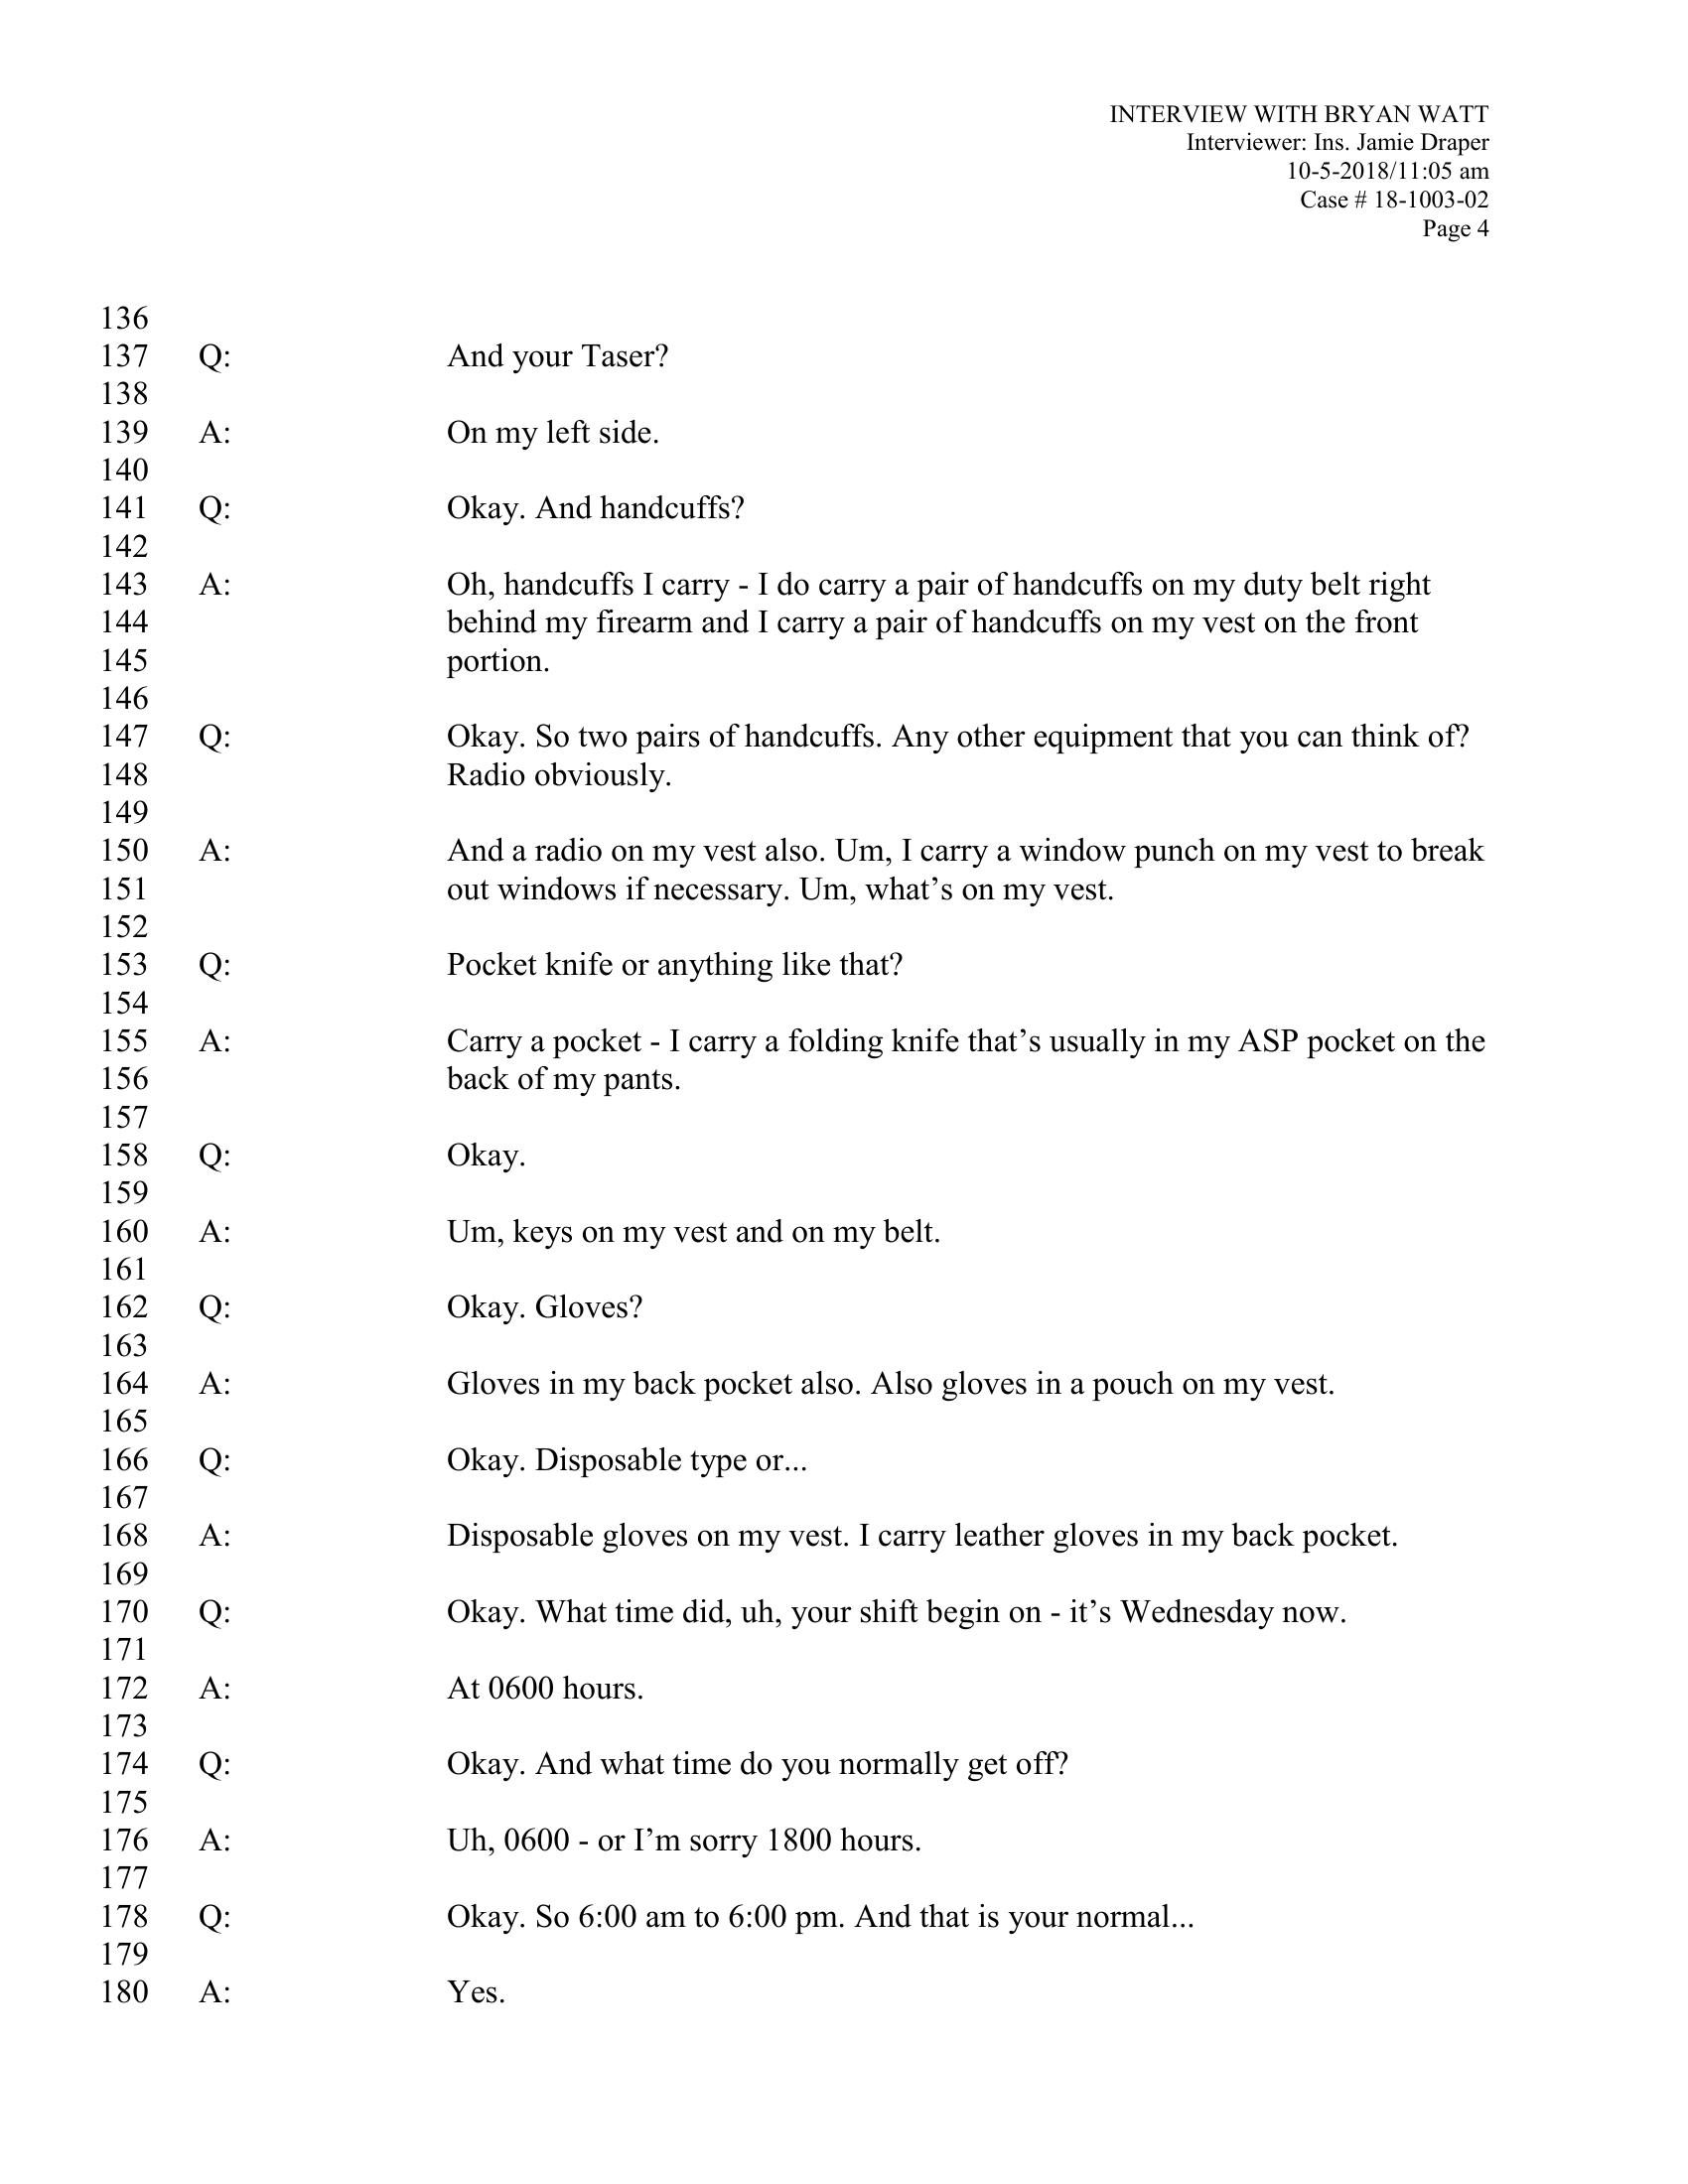 INTERVIEW WITH BRYAN WATT
Interviewer: Ins. Jamie Draper
10-5-2018/11:05 am
Case # 18-1003-02
Page 4
136
137 Q: And your Taser?
138
139 A: On my left side.
140
141 Q: Okay. And handcuffs?
142
143 A: Oh, handcuffs I carry - I do carry a pair of handcuffs on my duty belt right
144 behind my firearm and I carry a pair of handcuffs on my vest on the front
145 portion.
146
147 Q: Okay. So two pairs of handcuffs. Any other equipment that you can think of?
148 Radio obviously.
149
150 A: And a radio on my vest also. Um, I carry a window punch on my vest to break
151 out windows if necessary. Um, what’s on my vest.
152
153 Q: Pocket knife or anything like that?
154
155 A: Carry a pocket - I carry a folding knife that’s usually in my ASP pocket on the
156 back of my pants.
157
158 Q: Okay.
159
160 A: Um, keys on my vest and on my belt.
161
162 Q: Okay. Gloves?
163
164 A: Gloves in my back pocket also. Also gloves in a pouch on my vest.
165
166 Q: Okay. Disposable type or...
167
168 A: Disposable gloves on my vest. I carry leather gloves in my back pocket.
169
170 Q: Okay. What time did, uh, your shift begin on - it’s Wednesday now.
171
172 A: At 0600 hours.
173
174 Q: Okay. And what time do you normally get off?
175
176 A: Uh, 0600 - or I’m sorry 1800 hours.
177
178 Q: Okay. So 6:00 am to 6:00 pm. And that is your normal...
179
180 A: Yes.